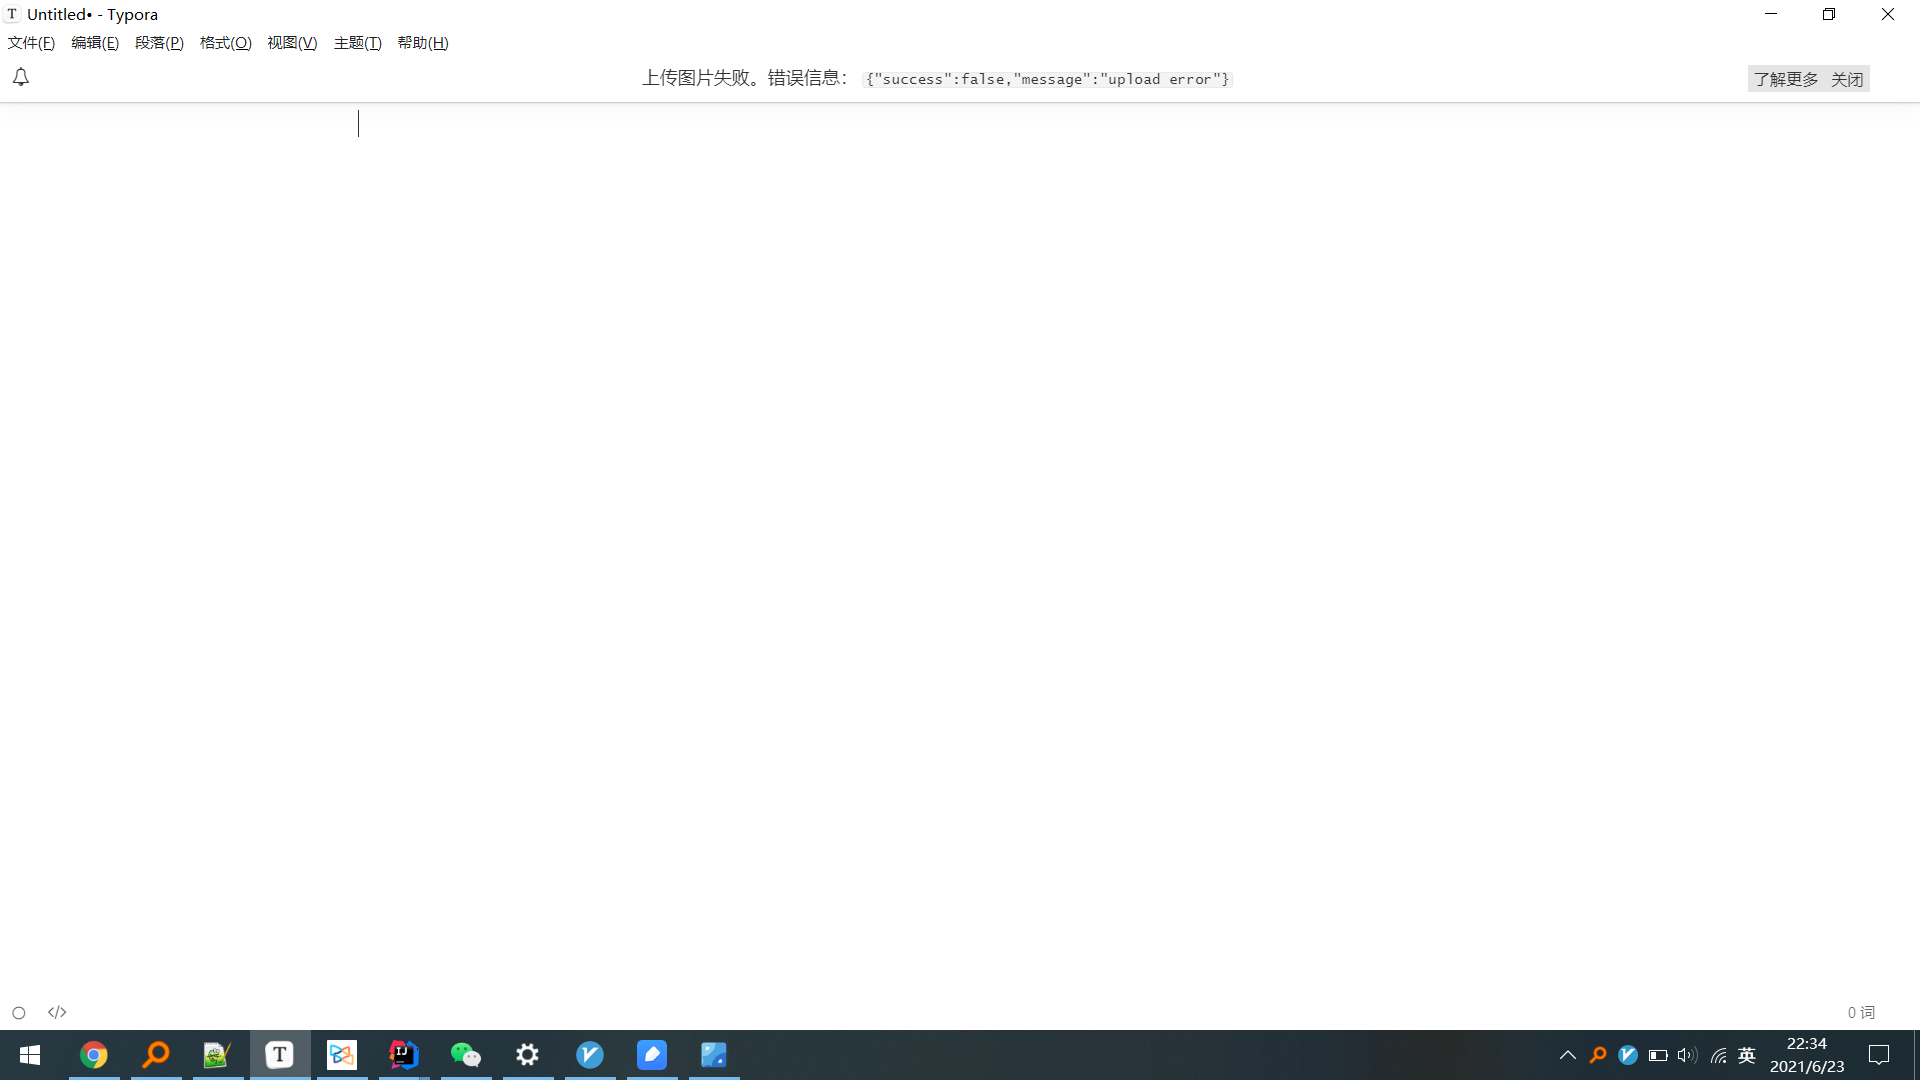 Untitled• - Typora
文件(F) 编辑(E) 段落(P) 格式(O) 视图(V) 主题(T) 帮助(H)
上传图片失败。错误信息： {"success":false,"message":"upload error"} 了解更多 关闭
</>
0 词
T
IJ
英
22:34
2021/6/23